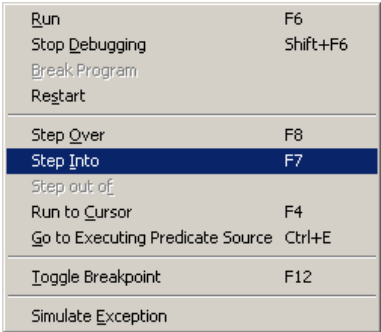 Run F6
Stop Debugging Shift+F6
Break Program
Restart
Step Over F8
Step Into F7
Step out of
Run to Cursor F4
Go to Executing Predicate Source Ctrl+E
Toggle Breakpoint F12
Simulate Exception